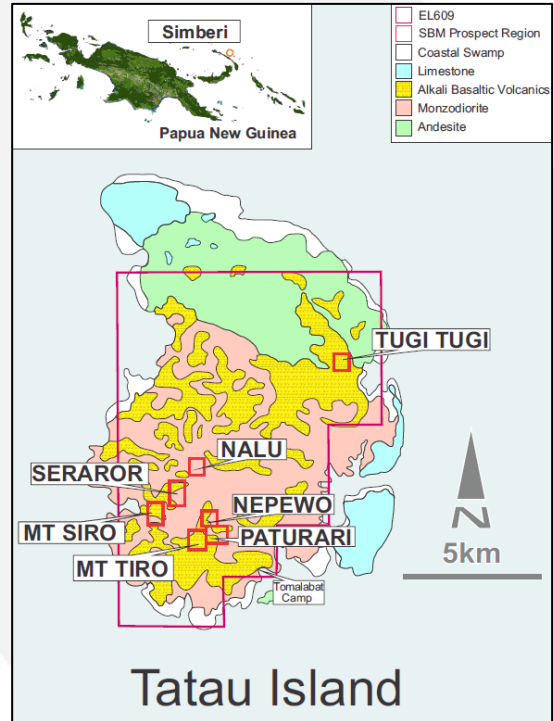 Simberi
Papua New Guinea
EL609
SBM Prospect Region
Coastal Swamp
Limestone
Alkali Basaltic Volcanics
Monzodiorite
Andesite
TUGI TUGI
NALU
SERAROR
NEPEWO
MT SIRO
PATURARI
MT TIRO
Tomalabat
Camp
N
5km
Tatau Island